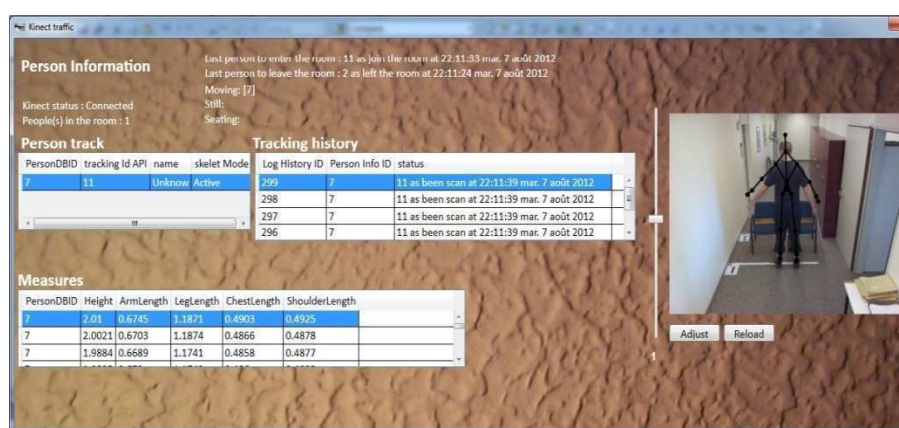 Kinect traffic
Person Information
Last person to enter the room : 11 as join the room at 22:11:33 mar. 7 août 2012
Last person to leave the room : 2 as left the room at 22:11:24 mar. 7 août 2012
Moving: [7]
Still:
Seating:
Kinect status : Connected
People(s) in the room : 1
Person track
PersonDBID tracking Id API name skelet Mode
7 11 Unknow Active
Tracking history
Log History ID Person Info ID status
299 7 11 as been scan at 22:11:39 mar. 7 août 2012
298 7 11 as been scan at 22:11:39 mar. 7 août 2012
297 7 11 as been scan at 22:11:39 mar. 7 août 2012
296 7 11 as been scan at 22:11:39 mar. 7 août 2012
Measures
PersonDBID Height ArmLength LegLength ChestLength ShoulderLength
7 2.01 0.6745 1.1871 0.4903 0.4925
7 2.0021 0.6703 1.1874 0.4866 0.4878
7 1.9884 0.6689 1.1741 0.4858 0.4877
Adjust Reload
1